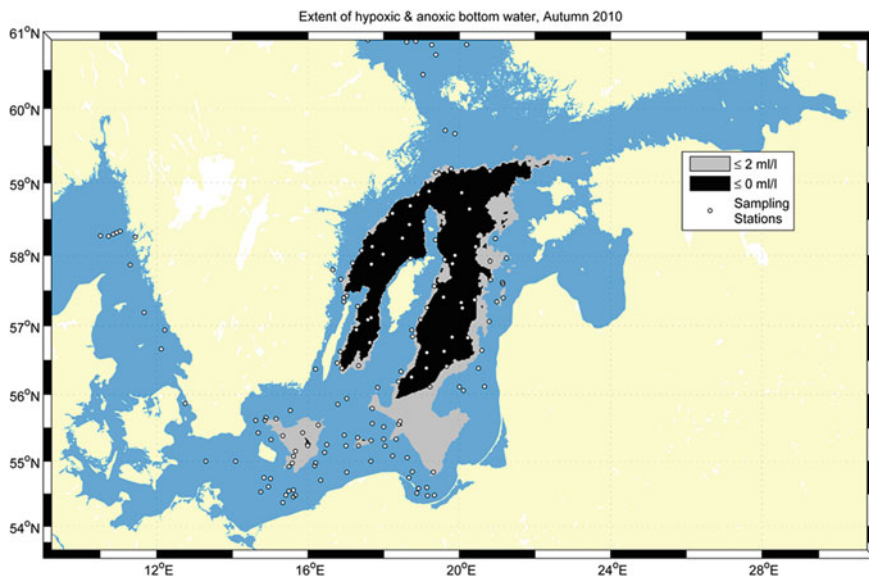 Extent of hypoxic & anoxic bottom water, Autumn 2010
61°N
60°N
59°N
58°N
57°N
56°N
55°N
54°N
≤ 2 ml/l
≤ 0 ml/l
Sampling
Stations
12°E
16°E
20°E
24°E
28°E